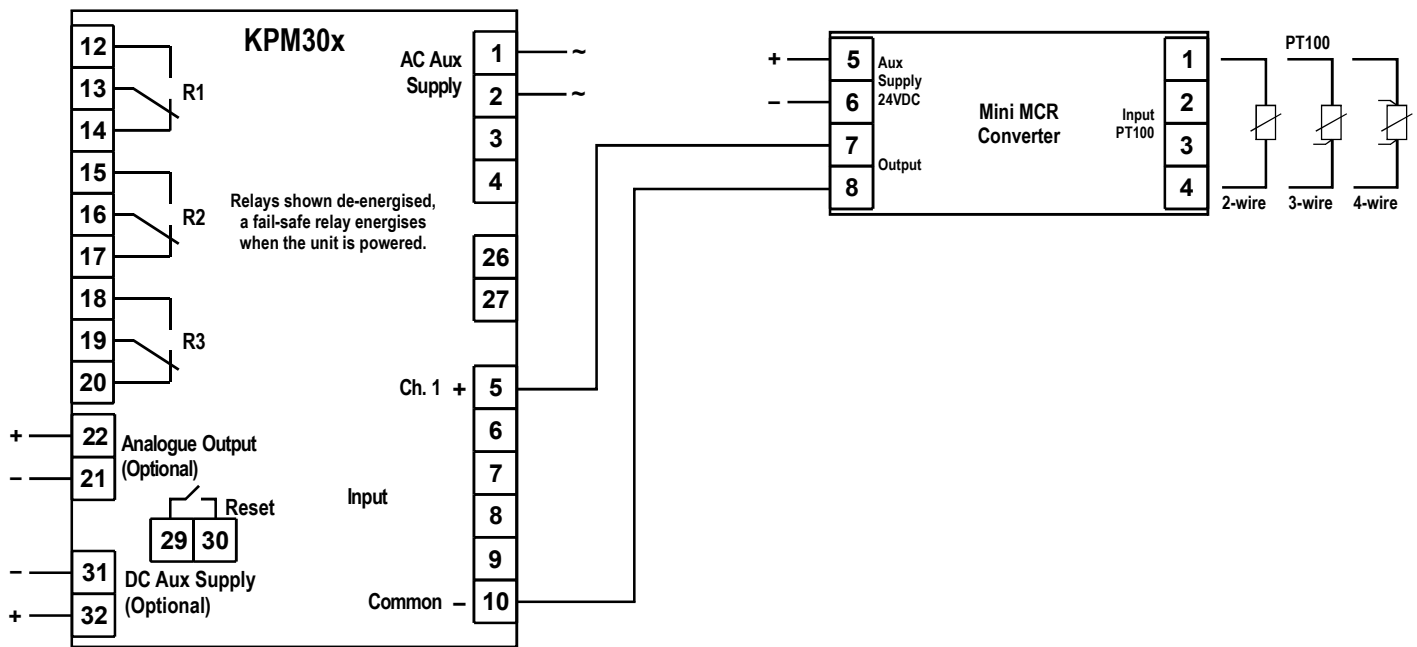 KPM30x
12
13
14
R1
15
16
17
R2
18
19
20
R3
Relays shown de-energised,
a fail-safe relay energises
when the unit is powered.
AC Aux
Supply
1 ~
2 ~
3
4
26
27
Ch. 1 + 5
6
7
8
9
Common – 10
Input
+ 22
– 21
Analogue Output
(Optional)
Reset
29 30
– 31
+ 32
DC Aux Supply
(Optional)
+ 5
– 6
7
8
Aux
Supply
24VDC
Output
Mini MCR
Converter
Input
PT100
1
2
3
4
PT100
2-wire 3-wire 4-wire